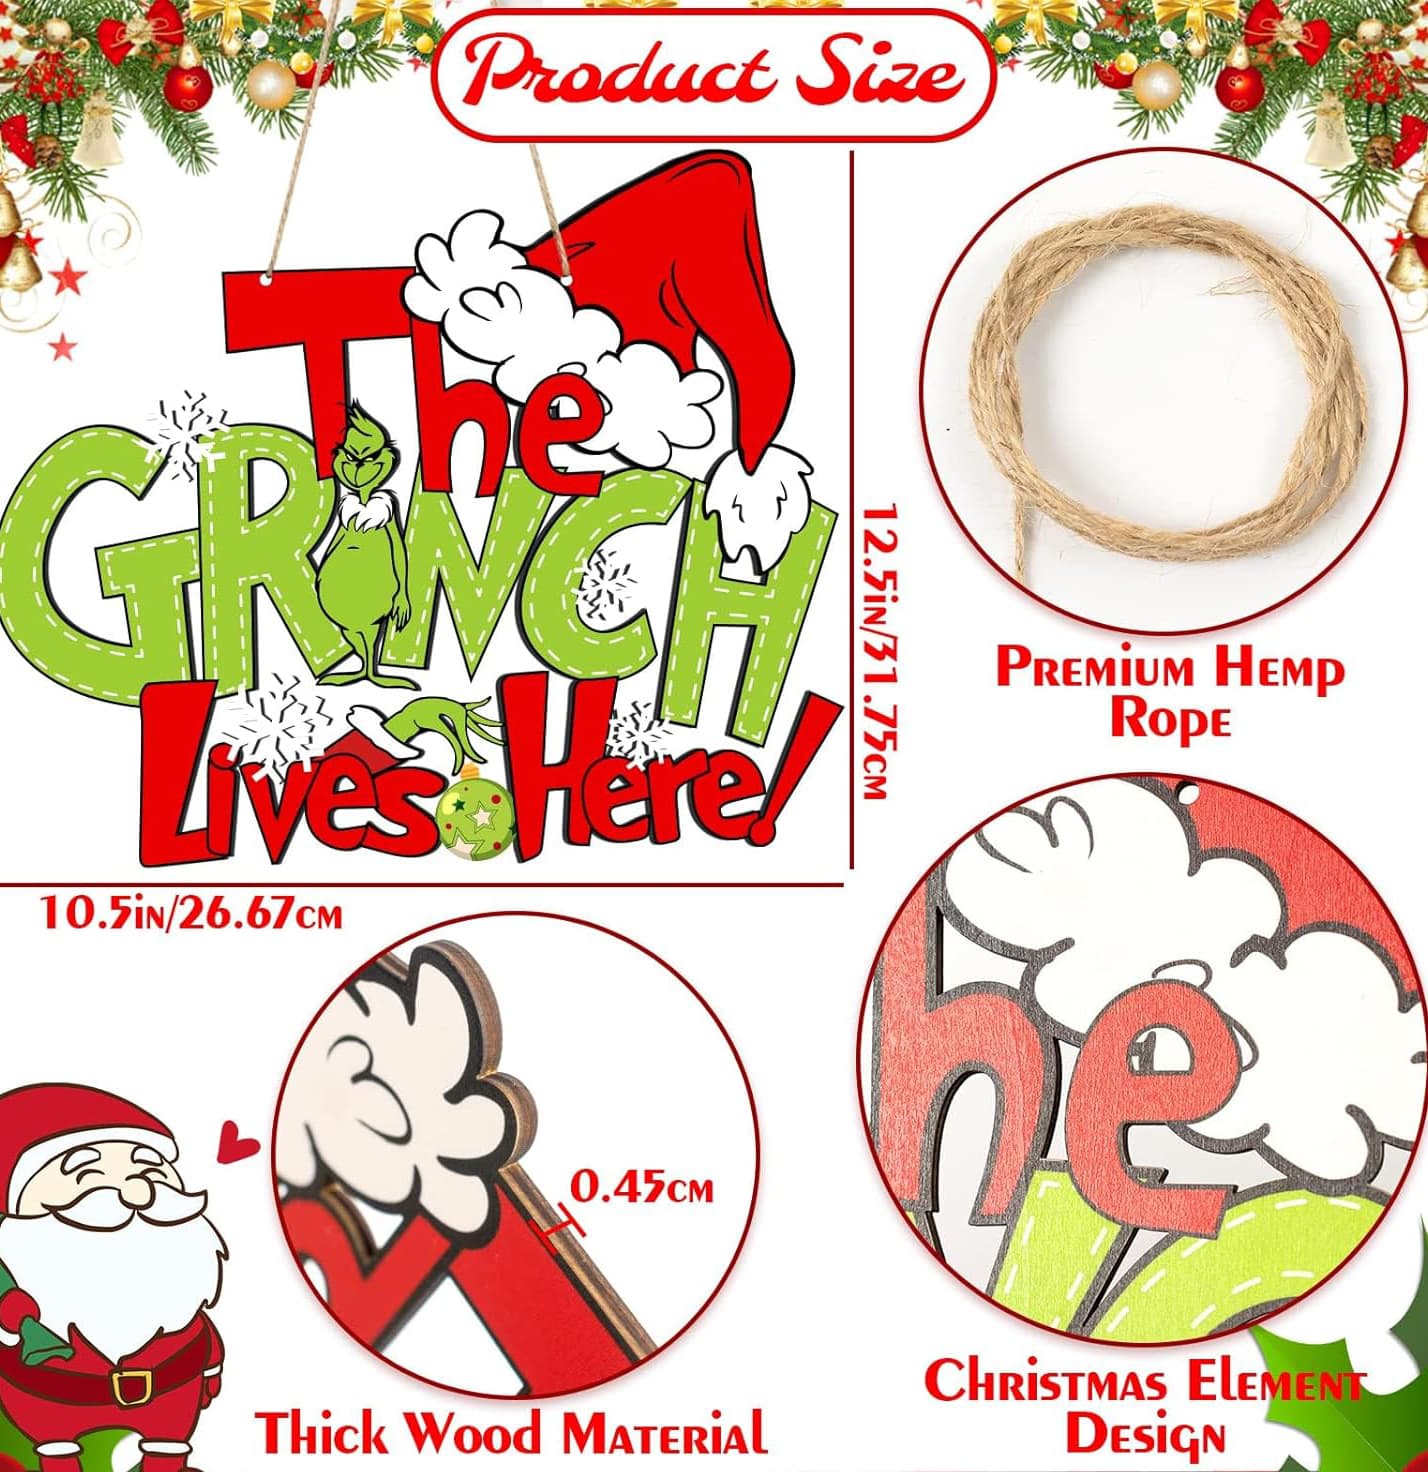 Product Size
The
GRINCH
Lives Here!
12.5in/31.75cm
10.5in/26.67cm
Premium Hemp
Rope
he
0.45cm
Thick Wood Material
Christmas Element
Design